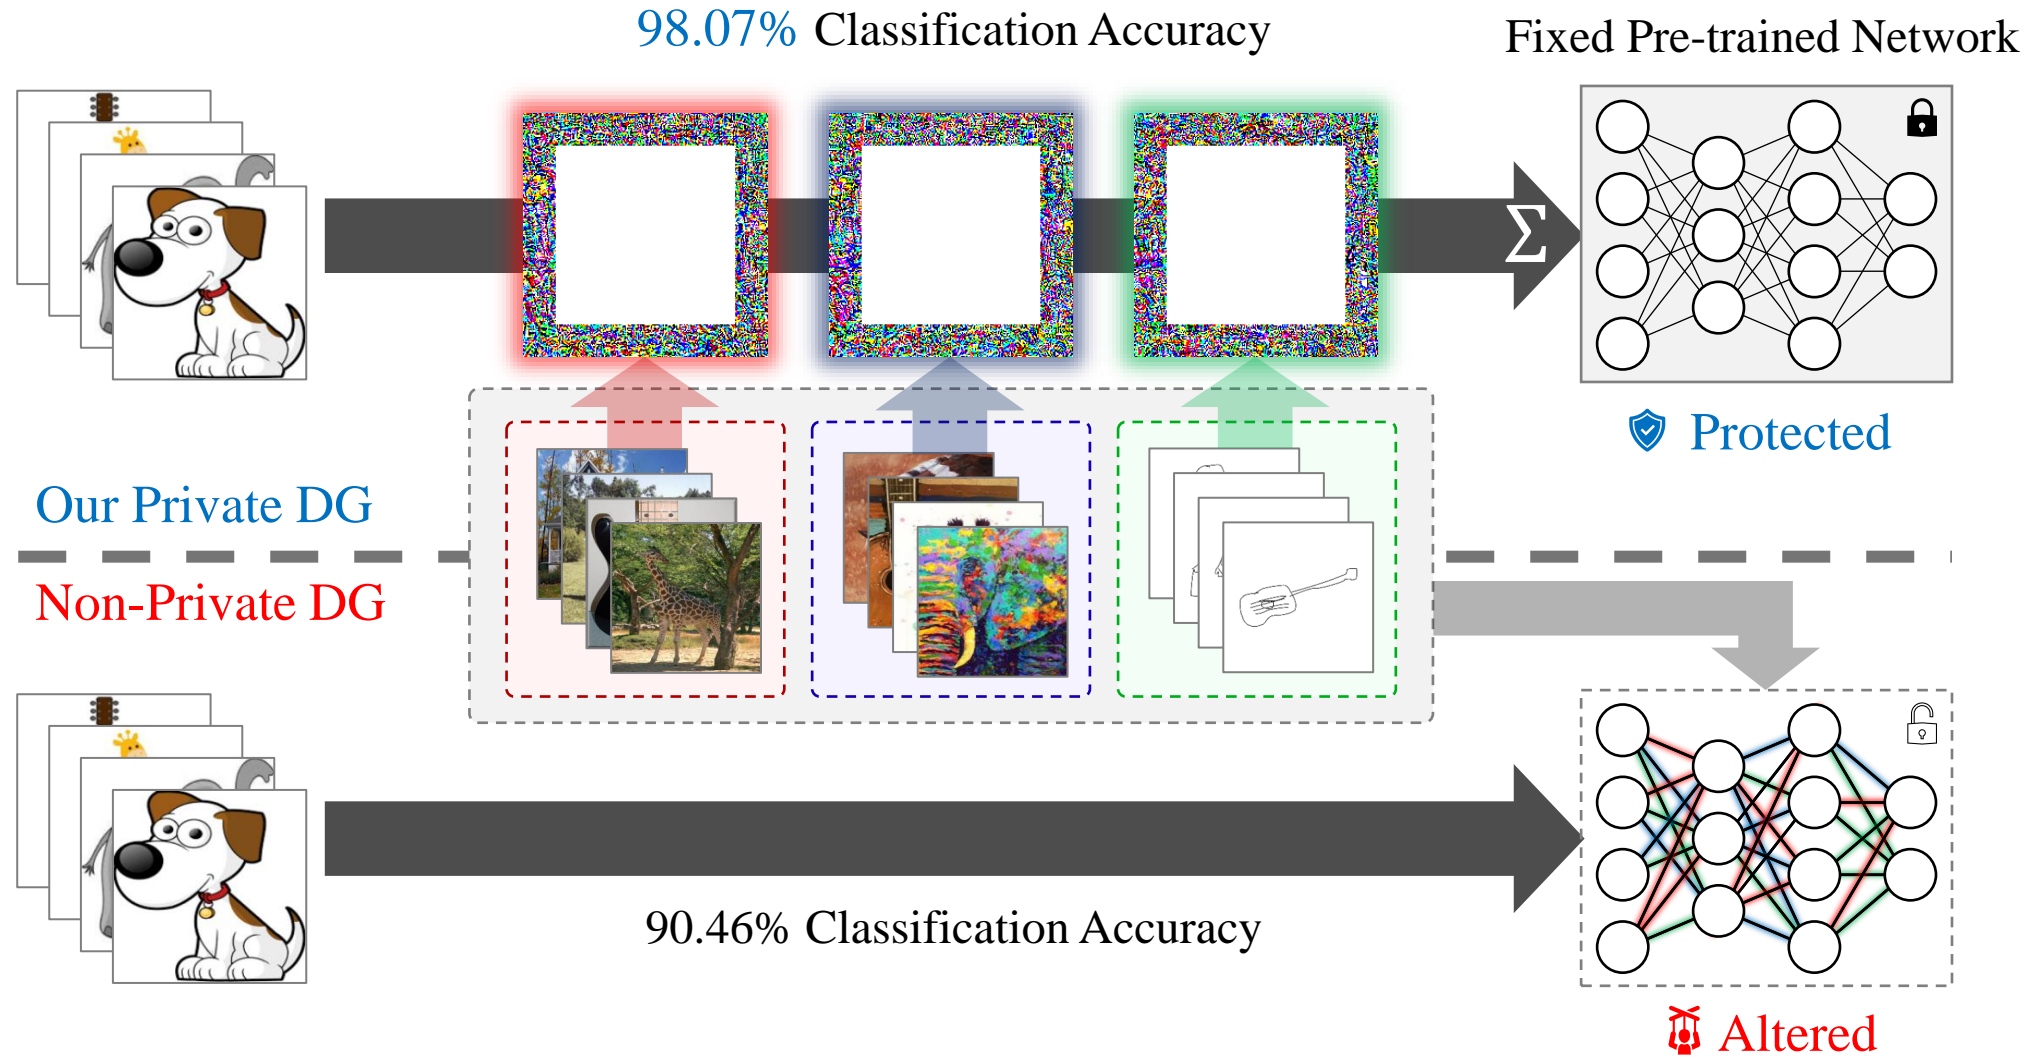 98.07% Classification Accuracy
Fixed Pre-trained Network
Σ
Protected
Our Private DG
Non-Private DG
90.46% Classification Accuracy
Altered